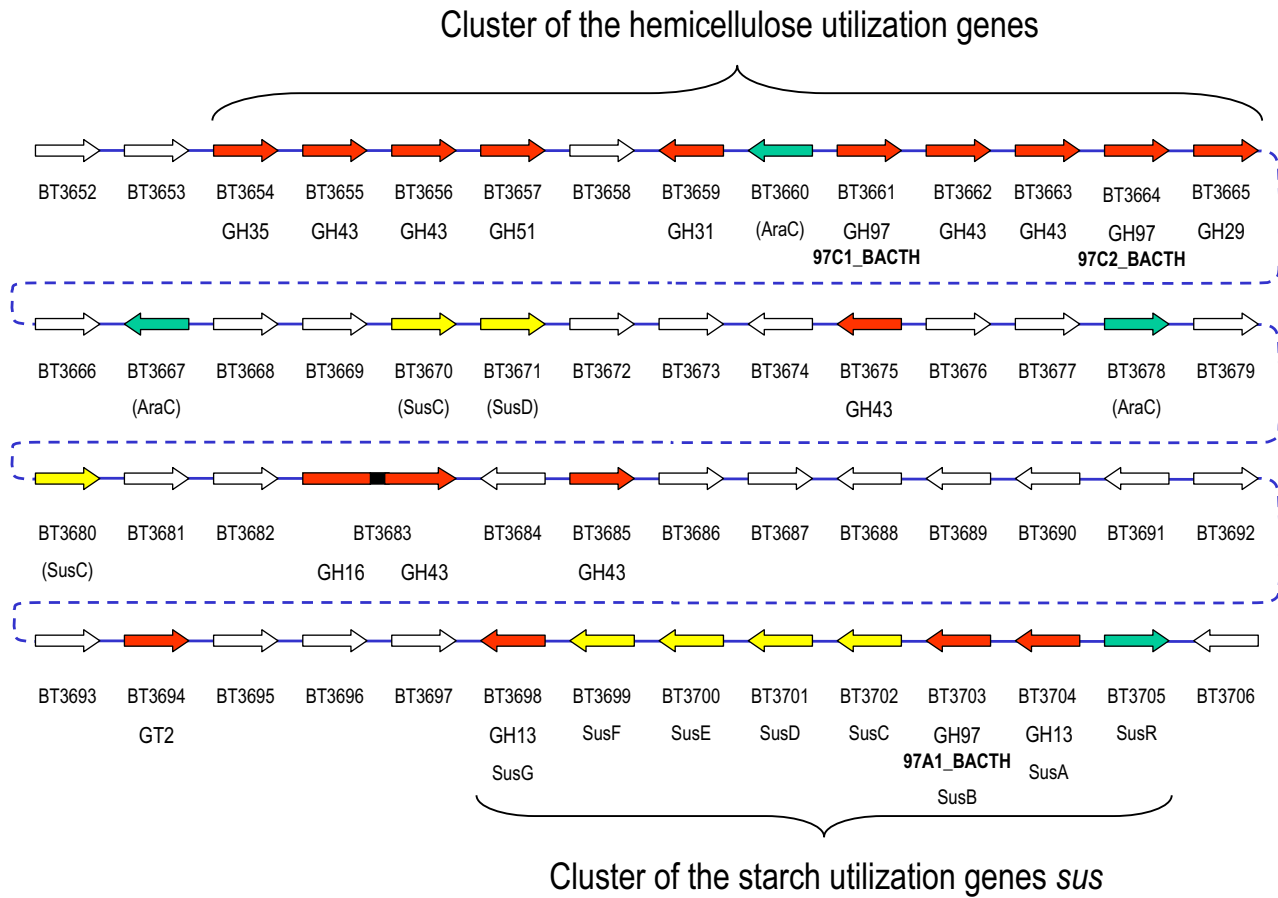 Cluster of the hemicellulose utilization genes
BT3652 BT3653 BT3654 BT3655 BT3656 BT3657 BT3658 BT3659 BT3660 BT3661 BT3662 BT3663 BT3664 BT3665
GH35 GH43 GH43 GH51 GH31 (AraC) GH97 GH43 GH43 GH97 GH29
97C1_BACTH 97C2_BACTH
BT3666 BT3667 BT3668 BT3669 BT3670 BT3671 BT3672 BT3673 BT3674 BT3675 BT3676 BT3677 BT3678 BT3679
(AraC) (SusC) (SusD) GH43 (AraC)
BT3680 BT3681 BT3682 BT3683 BT3684 BT3685 BT3686 BT3687 BT3688 BT3689 BT3690 BT3691 BT3692
(SusC) GH16 GH43 GH43
BT3693 BT3694 BT3695 BT3696 BT3697 BT3698 BT3699 BT3700 BT3701 BT3702 BT3703 BT3704 BT3705 BT3706
GT2 GH13 SusF SusE SusD SusC GH97 GH13 SusR
SusG 97A1_BACTH SusA
SusB
Cluster of the starch utilization genes sus